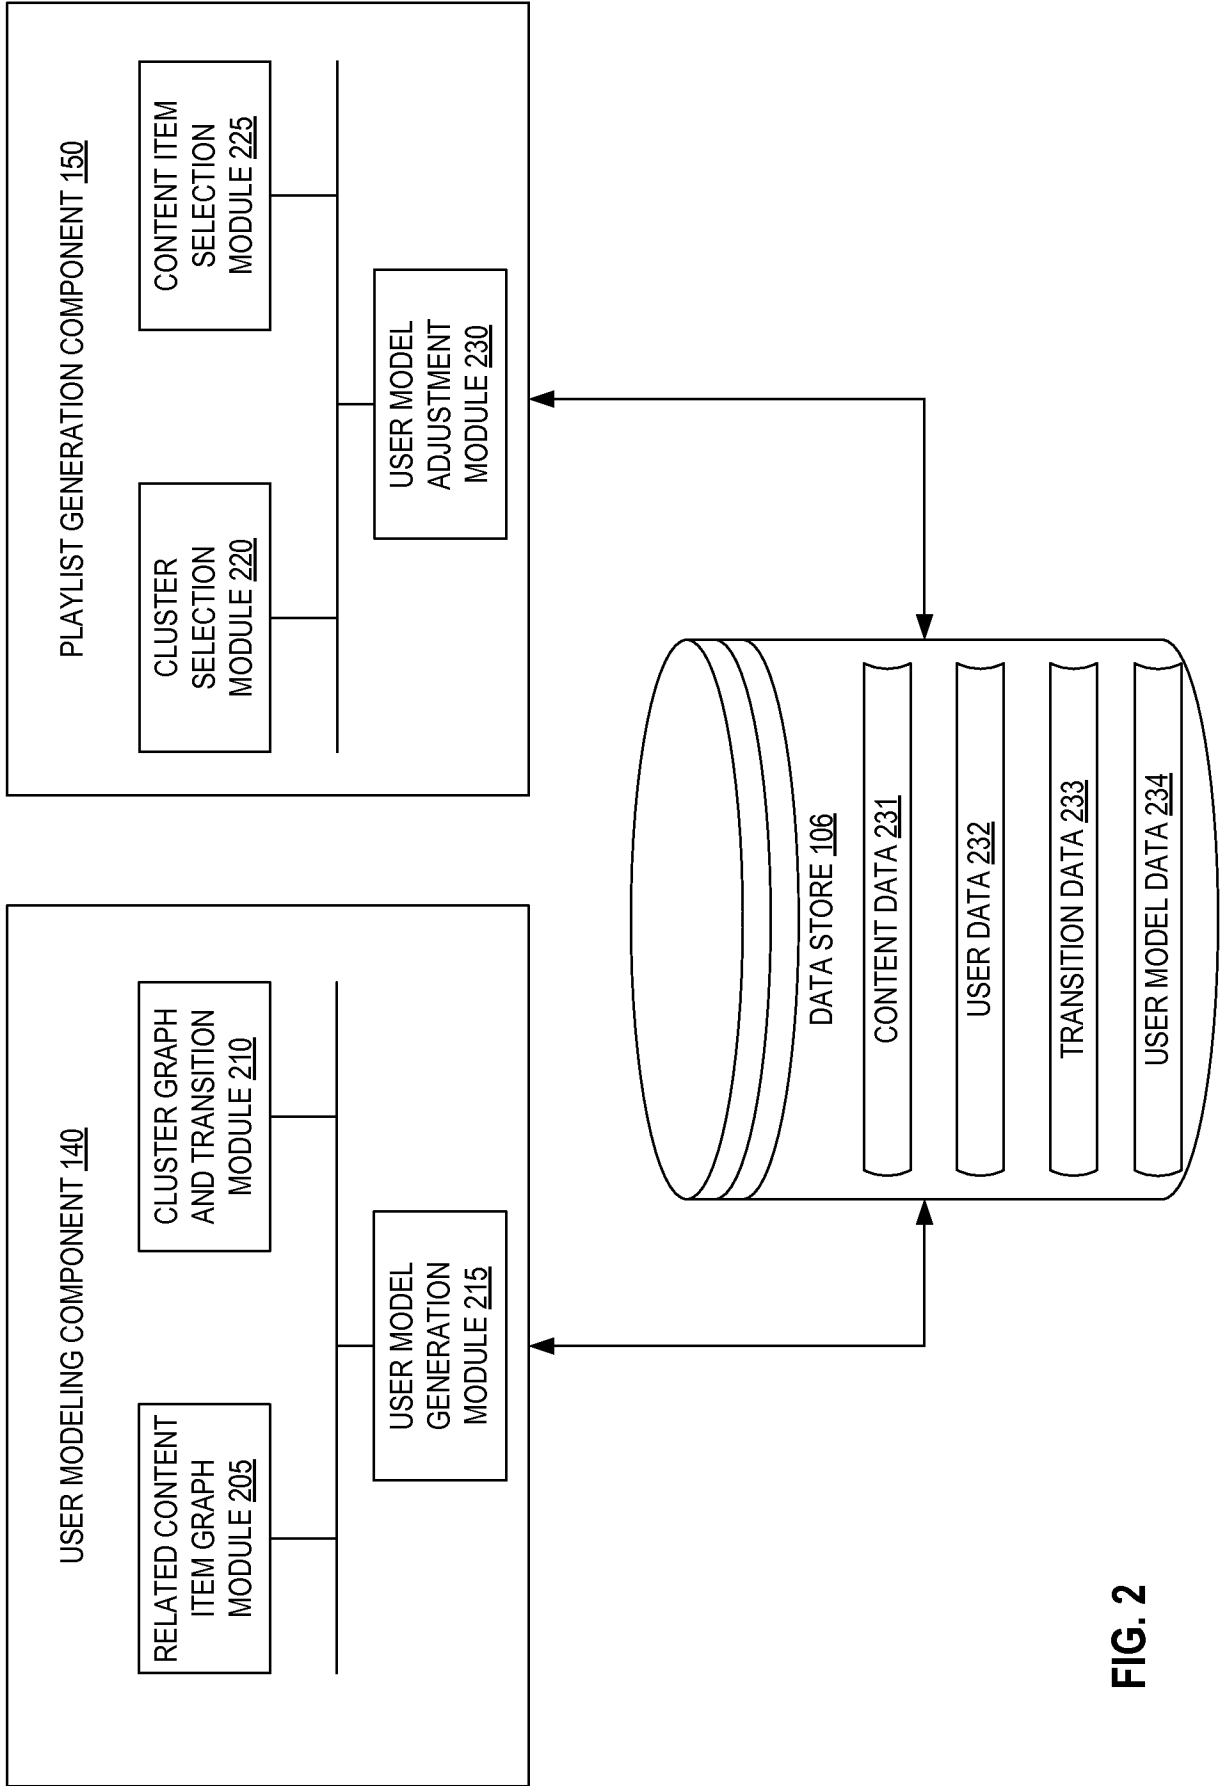 USER MODELING COMPONENT 140
RELATED CONTENT
ITEM GRAPH
MODULE 205
CLUSTER GRAPH
AND TRANSITION
MODULE 210
USER MODEL
GENERATION
MODULE 215
PLAYLIST GENERATION COMPONENT 150
CLUSTER
SELECTION
MODULE 220
CONTENT ITEM
SELECTION
MODULE 225
USER MODEL
ADJUSTMENT
MODULE 230
DATA STORE 106
CONTENT DATA 231
USER DATA 232
TRANSITION DATA 233
USER MODEL DATA 234
FIG. 2